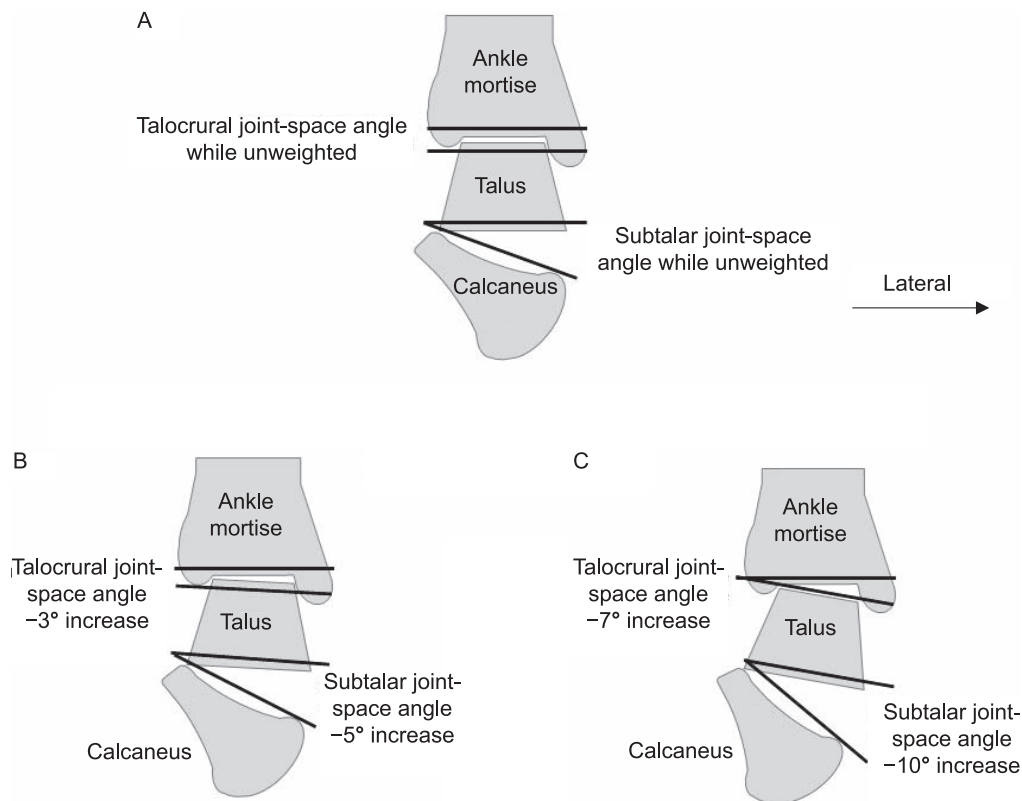 A
Ankle
mortise
Talocrural joint-space angle
while unweighted
Talus
Subtalar joint-space
angle while unweighted
Calcaneus
Lateral
B
Ankle
mortise
Talocrural joint-
space angle
−3° increase
Talus
Subtalar joint-
space angle
−5° increase
Calcaneus
C
Ankle
mortise
Talocrural joint-
space angle
−7° increase
Talus
Subtalar joint-
space angle
−10° increase
Calcaneus